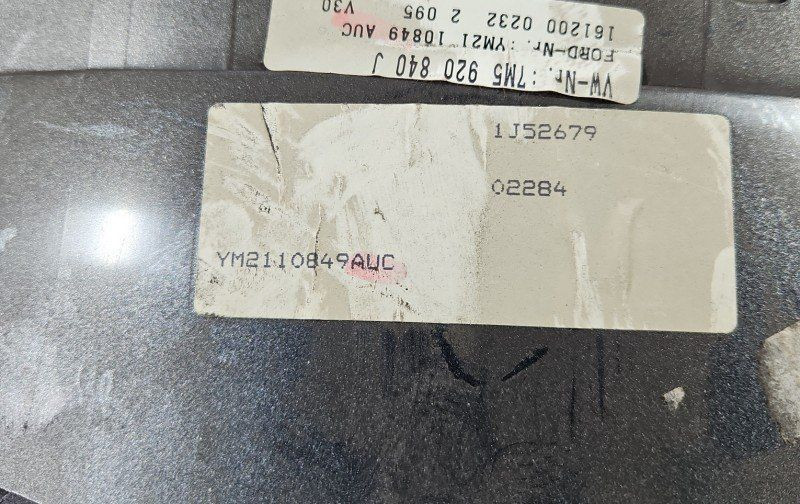 VW-Nr.:7M5 920 840 J
FORD-Nr.:YM21 10849 AUC
161200 0232 2 095 V30
1J52679
02284
YM2110849AUC